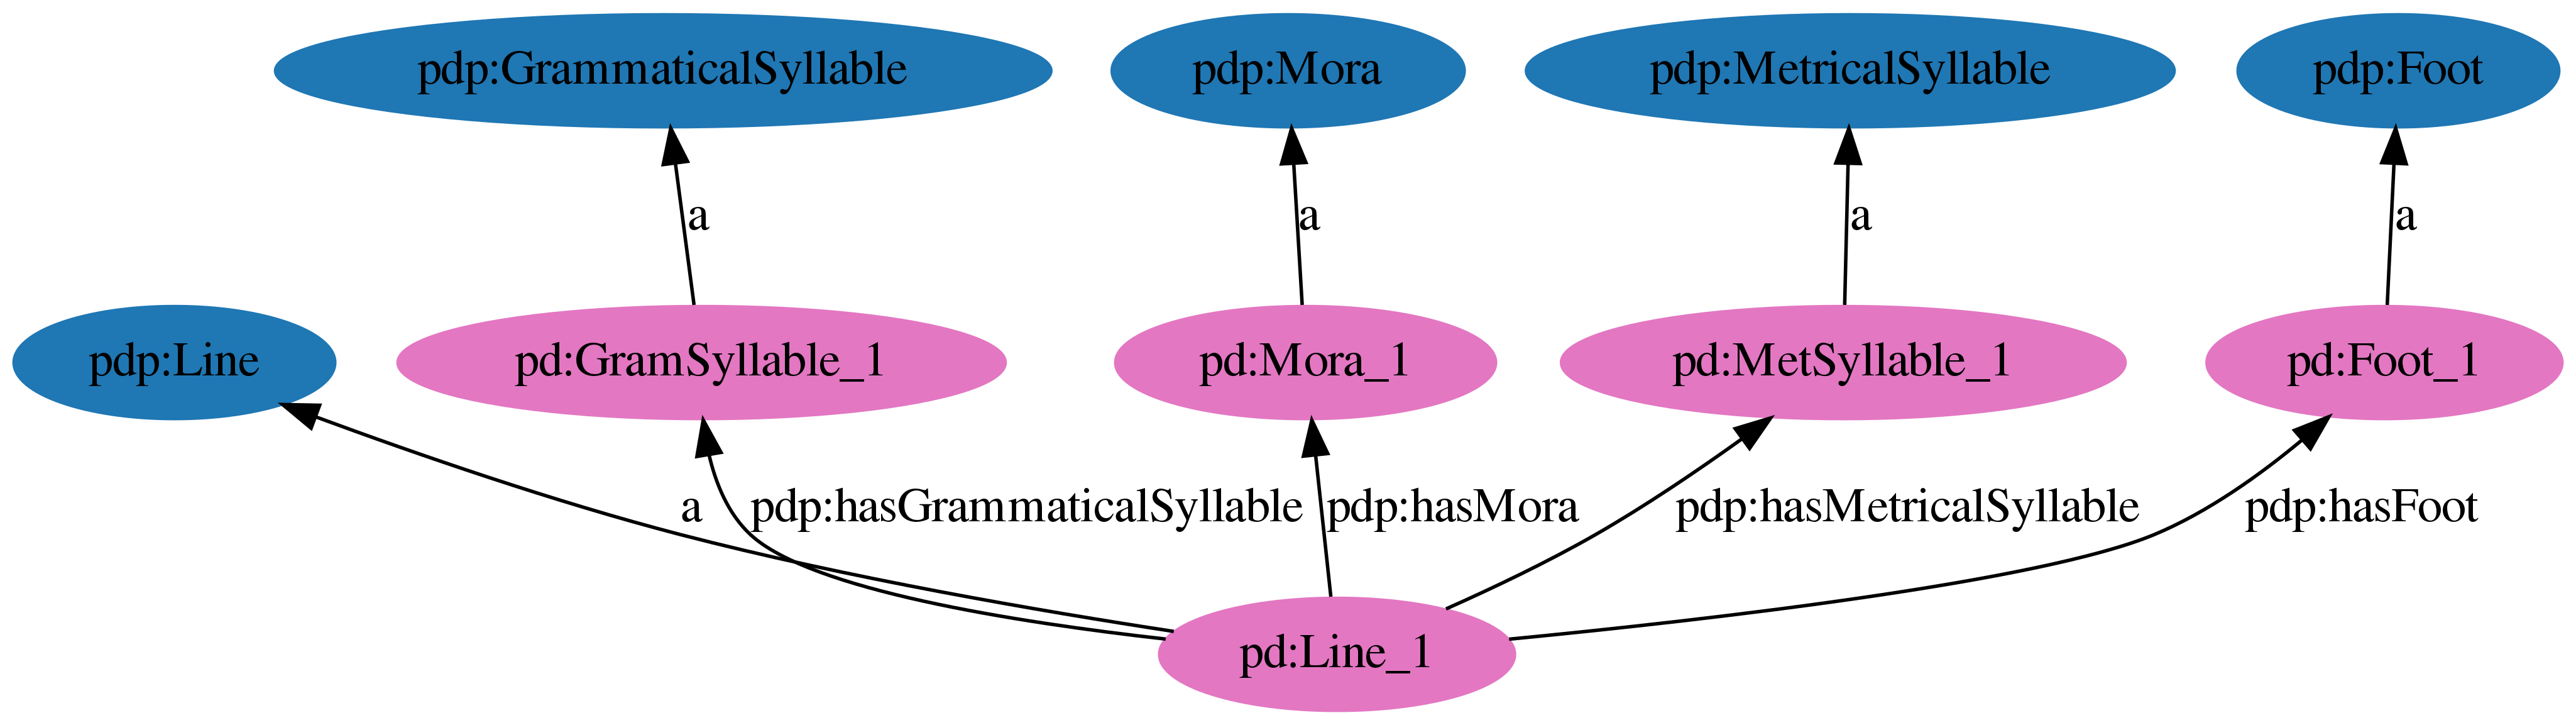 pdp:GrammaticalSyllable pdp:Mora pdp:MetricalSyllable pdp:Foot
a a a a
pdp:Line pd:GramSyllable_1 pd:Mora_1 pd:MetSyllable_1 pd:Foot_1
a pdp:hasGrammaticalSyllable pdp:hasMora pdp:hasMetricalSyllable pdp:hasFoot
pd:Line_1